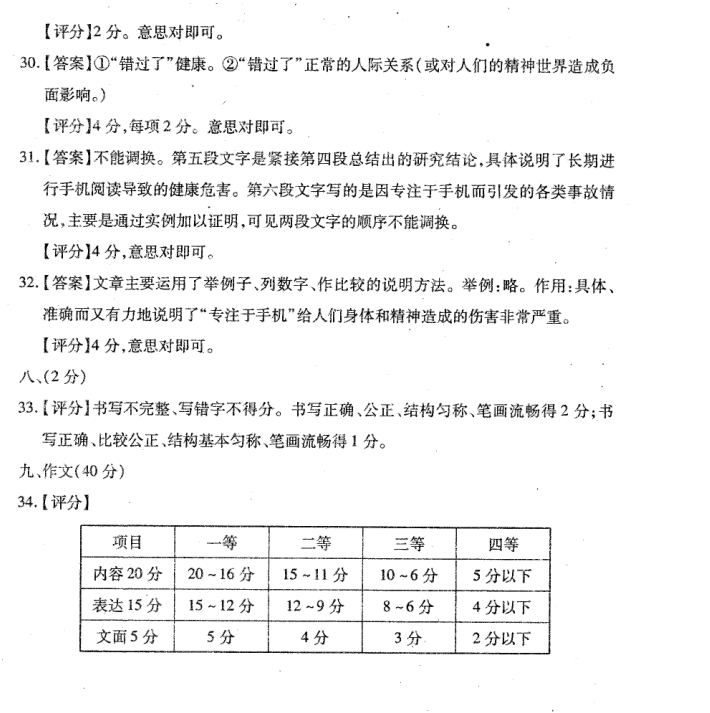 【评分】2 分。意思对即可。
30.【答案】①“错过了”健康。②“错过了”正常的人际关系(或对人们的精神世界造成负
面影响。)
【评分】4 分,每项 2 分。意思对即可。
31.【答案】不能调换。第五段文字是紧接第四段总结出的研究结论,具体说明了长期进
行手机阅读导致的健康危害。第六段文字写的是因专注于手机而引发的各类事故情
况,主要是通过实例加以证明,可见两段文字的顺序不能调换。
【评分】4 分,意思对即可。
32.【答案】文章主要运用了举例子、列数字、作比较的说明方法。举例:略。作用:具体、
准确而又有力地说明了“专注于手机”给人们身体和精神造成的伤害非常严重。
【评分】4 分,意思对即可。
八、(2 分)
33.【评分】书写不完整、写错字不得分。书写正确、公正、结构匀称、笔画流畅得 2 分;书
写正确、比较公正、结构基本匀称、笔画流畅得 1 分。
九、作文(40 分)
34.【评分】
项目 一等 二等 三等 四等
内容 20 分 20~16 分 15~11 分 10~6 分 5 分以下
表达 15 分 15~12 分 12~9 分 8~6 分 4 分以下
文面 5 分 5 分 4 分 3 分 2 分以下